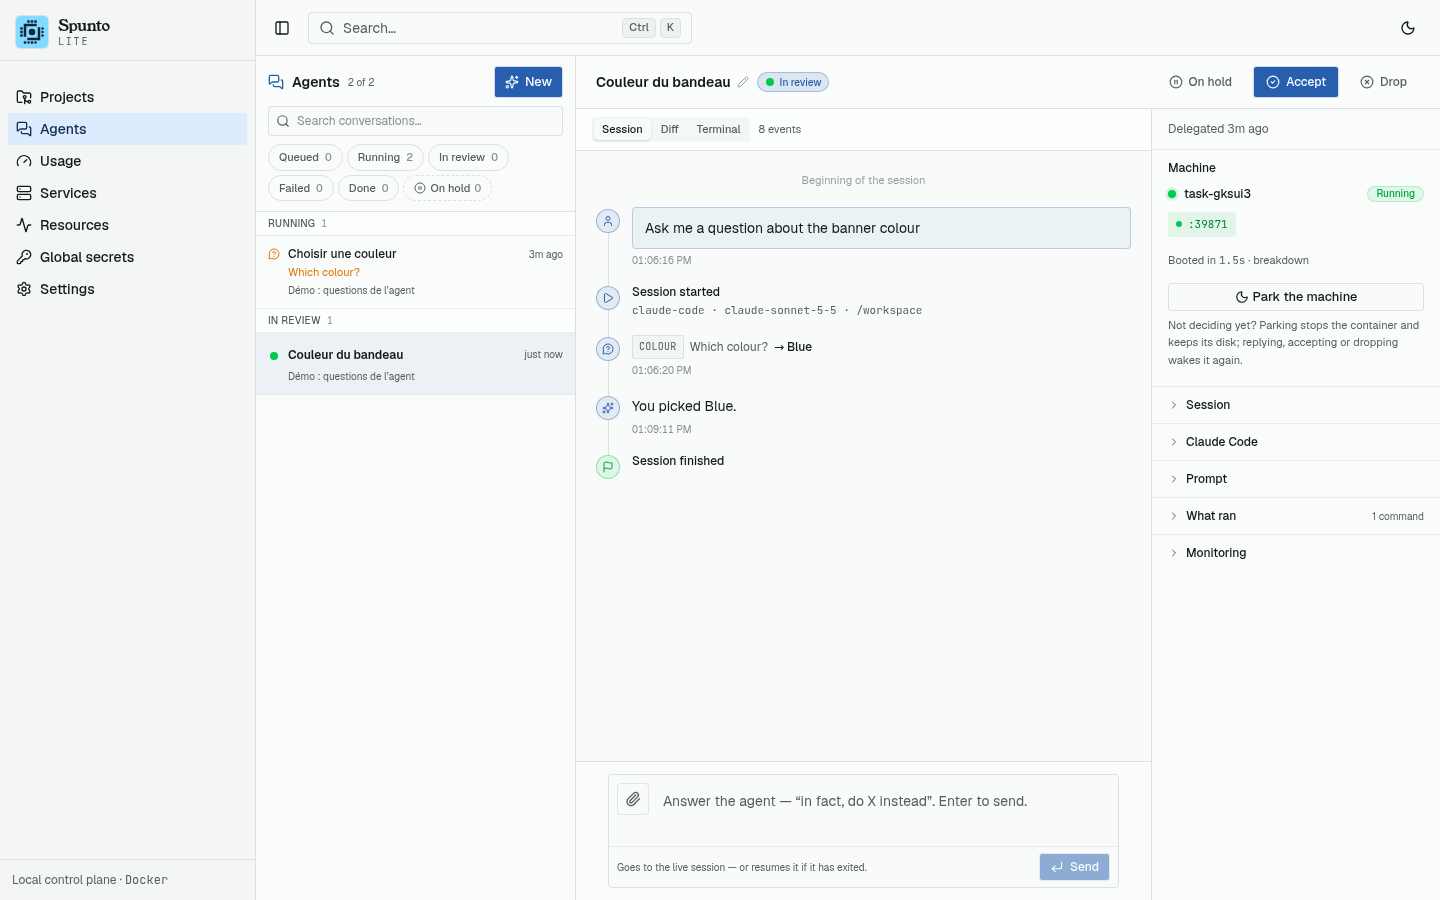 Spunto
LITE
Projects
Agents
Usage
Services
Resources
Global secrets
Settings
Local control plane · Docker
Search... Ctrl K
Agents 2 of 2 New
Search conversations...
Queued 0 Running 2 In review 0
Failed 0 Done 0 On hold 0
RUNNING 1
Choisir une couleur 3m ago
Which colour?
Démo : questions de l'agent
IN REVIEW 1
Couleur du bandeau just now
Démo : questions de l'agent
Couleur du bandeau In review On hold Accept Drop
Session Diff Terminal 8 events
Beginning of the session
Ask me a question about the banner colour
01:06:16 PM
Session started
claude-code · claude-sonnet-5-5 · /workspace
COLOUR Which colour? → Blue
01:06:20 PM
You picked Blue.
01:09:11 PM
Session finished
Answer the agent — “in fact, do X instead”. Enter to send.
Goes to the live session — or resumes it if it has exited. Send
Delegated 3m ago
Machine
task-gksui3 Running
:39871
Booted in 1.5s · breakdown
Park the machine
Not deciding yet? Parking stops the container and
keeps its disk; replying, accepting or dropping
wakes it again.
Session
Claude Code
Prompt
What ran 1 command
Monitoring